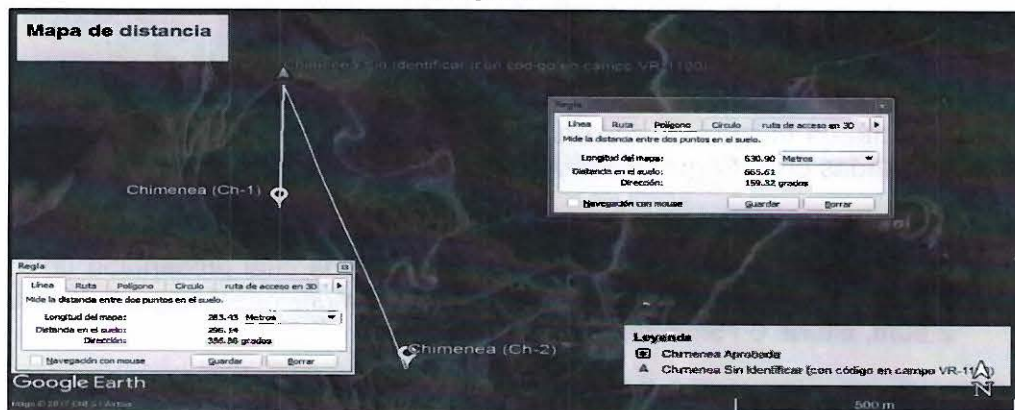 Mapa de distancia
Chimenea Sin Identificar (con código en campo VR-1100)
Regla
Línea Ruta Polígono Círculo ruta de acceso en 3D
Mide la distancia entre dos puntos en el suelo.
Longitud del mapa: 630.90 Metros
Distancia en el suelo: 665.61
Dirección: 159.32 grados
Navegación con mouse Guardar Borrar
Chimenea (Ch-1)
Regla
Línea Ruta Polígono Círculo ruta de acceso en 3D
Mide la distancia entre dos puntos en el suelo.
Longitud del mapa: 283.43 Metros
Distancia en el suelo: 296.14
Dirección: grados
Navegación con mouse Guardar Borrar
Chimenea (Ch-2)
Leyenda
Chimenea Aprobada
Chimenea Sin Identificar (con código en campo VR-1100)
Google Earth
N
500 m